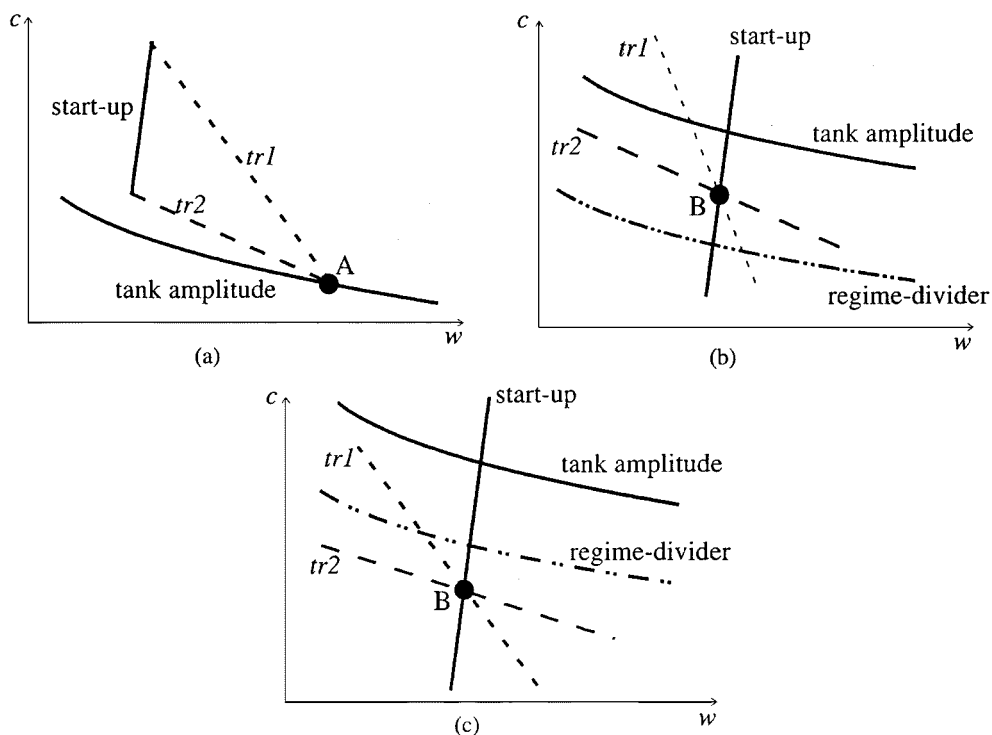 c
start-up
tr1
tr2
A
tank amplitude
w
(a)
c
tr1
start-up
tank amplitude
tr2
B
regime-divider
w
(b)
c
start-up
tr1
tank amplitude
regime-divider
tr2
B
w
(c)